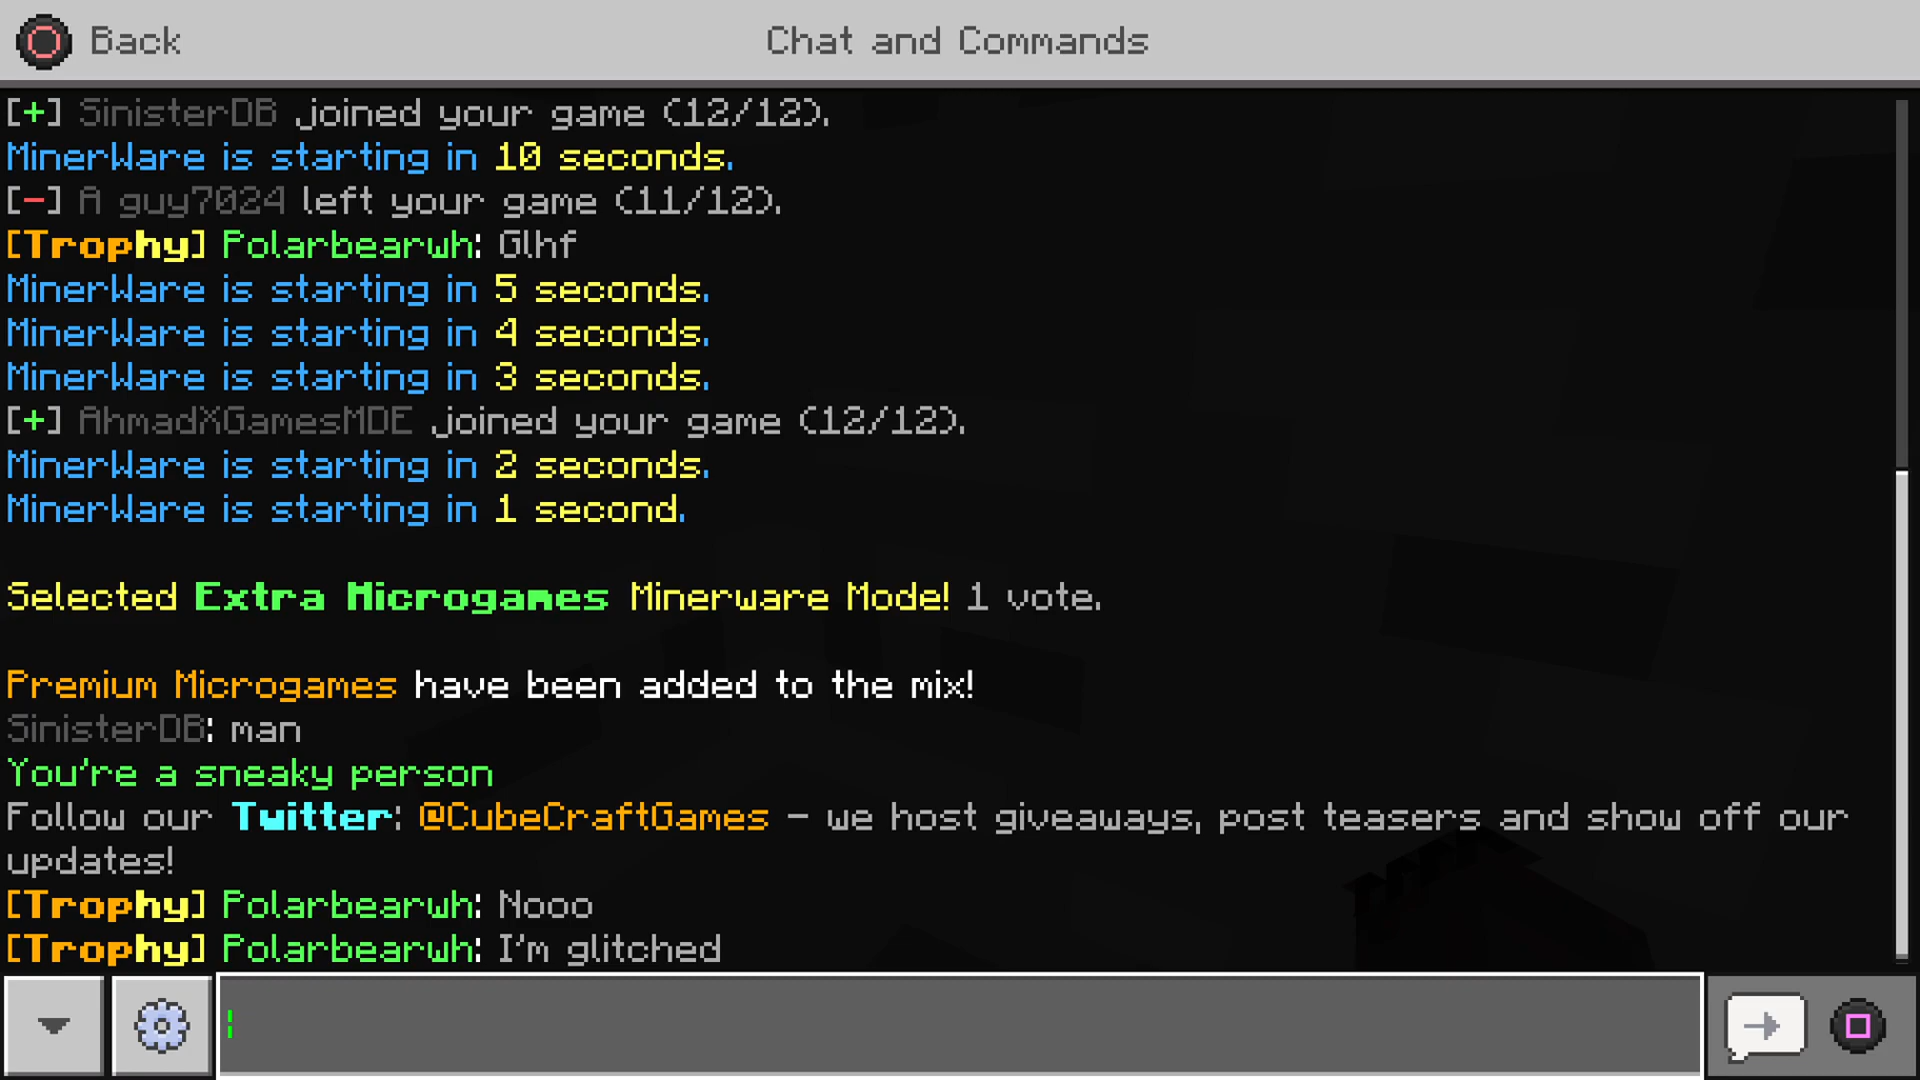 Back
Chat and Commands
[+] SinisterDB joined your game (12/12).
MinerWare is starting in 10 seconds.
[-] A guy7024 left your game (11/12).
[Trophy] Polarbearwh: Glhf
MinerWare is starting in 5 seconds.
MinerWare is starting in 4 seconds.
MinerWare is starting in 3 seconds.
[+] AhmadXGamesMDE joined your game (12/12).
MinerWare is starting in 2 seconds.
MinerWare is starting in 1 second.
Selected Extra Microgames Minerware Mode! 1 vote.
Premium Microgames have been added to the mix!
SinisterDB: man
You're a sneaky person
Follow our Twitter: @CubeCraftGames - we host giveaways, post teasers and show off our
updates!
[Trophy] Polarbearwh: Nooo
[Trophy] Polarbearwh: I'm glitched